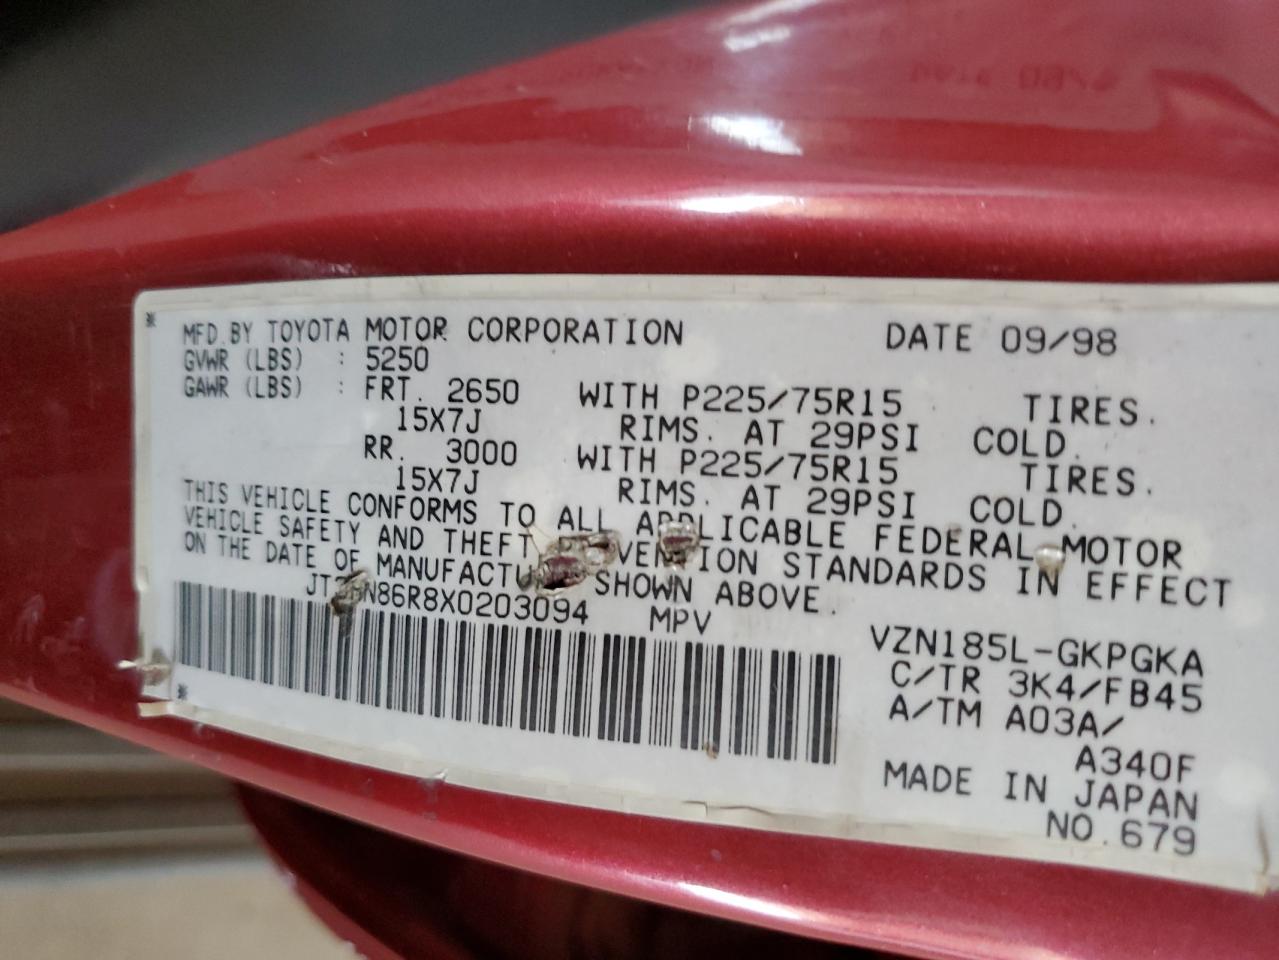 MFD. BY TOYOTA MOTOR CORPORATION DATE 09/98
GVWR (LBS) : 5250
GAWR (LBS) : FRT. 2650 WITH P225/75R15 TIRES.
15X7J RIMS. AT 29PSI COLD.
RR. 3000 WITH P225/75R15 TIRES.
15X7J RIMS. AT 29PSI COLD.
THIS VEHICLE CONFORMS TO ALL APPLICABLE FEDERAL MOTOR
VEHICLE SAFETY AND THEFT PREVENTION STANDARDS IN EFFECT
ON THE DATE OF MANUFACTURE SHOWN ABOVE.
MPV VZN185L-GKPGKA
C/TR 3K4/FB45
A/TM A03A/
A340F
MADE IN JAPAN
NO.679